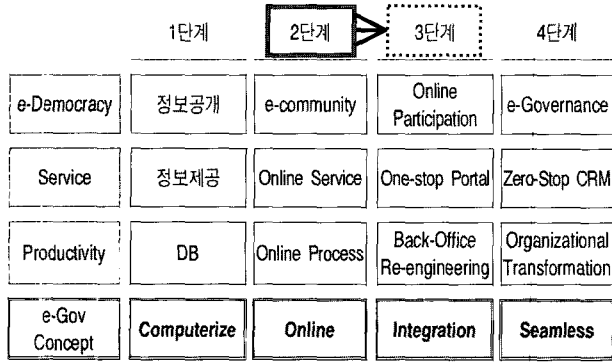 1단계 2단계 3단계 4단계
e-Democracy 정보공개 e-community Online Participation e-Governance
Service 정보제공 Online Service One-stop Portal Zero-Stop CRM
Productivity DB Online Process Back-Office Re-engineering Organizational Transformation
e-Gov Concept Computerize Online Integration Seamless